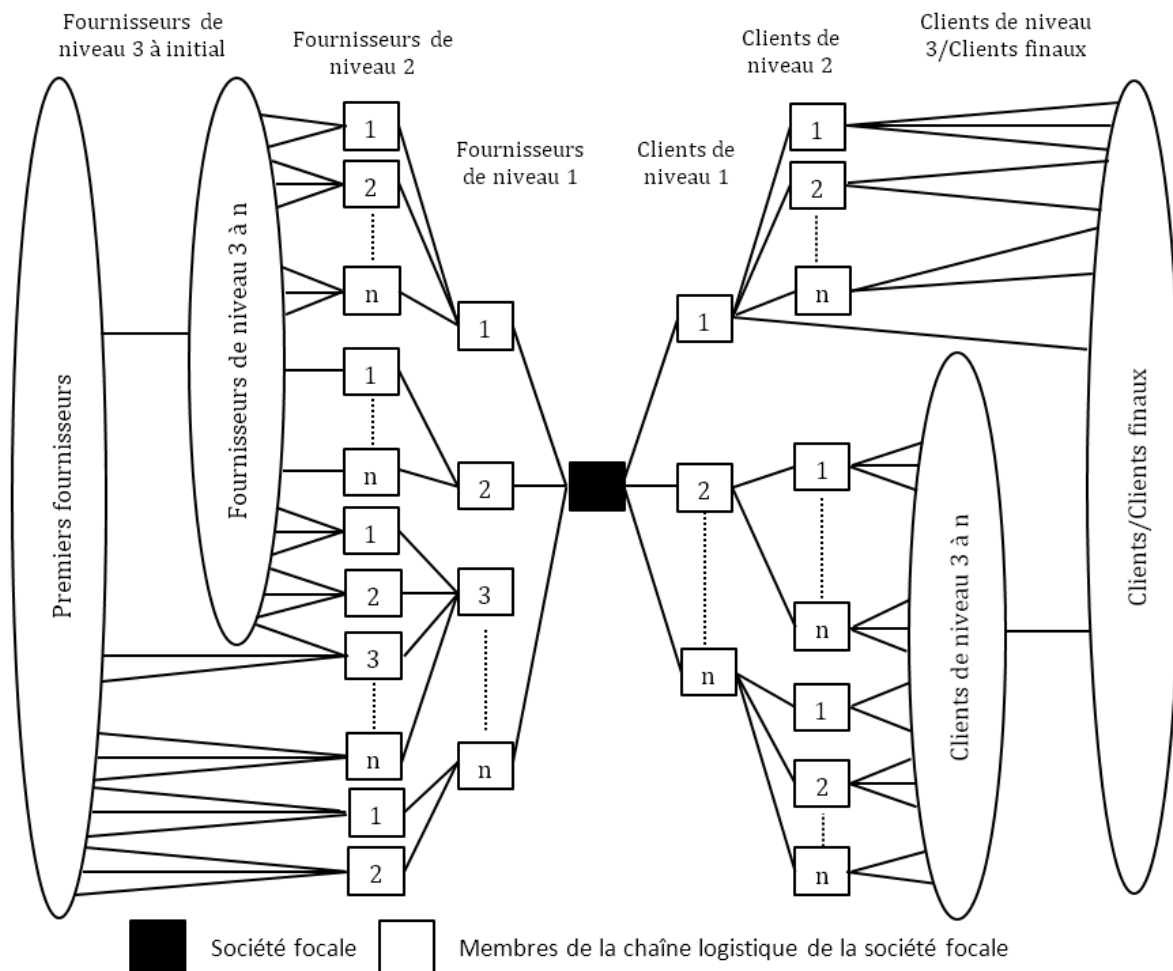 Fournisseurs de
niveau 3 à initial
Fournisseurs de
niveau 2
Fournisseurs
de niveau 1
Clients de
niveau 1
Clients de
niveau 2
Clients de niveau
3/Clients finaux
Premiers fournisseurs
Fournisseurs de niveau 3 à n
1
2
n
1
n
1
2
3
n
1
2
1
2
3
n
1
2
n
1
2
n
1
n
1
2
n
Clients de niveau 3 à n
Clients/Clients finaux
Société focale
Membres de la chaîne logistique de la société focale